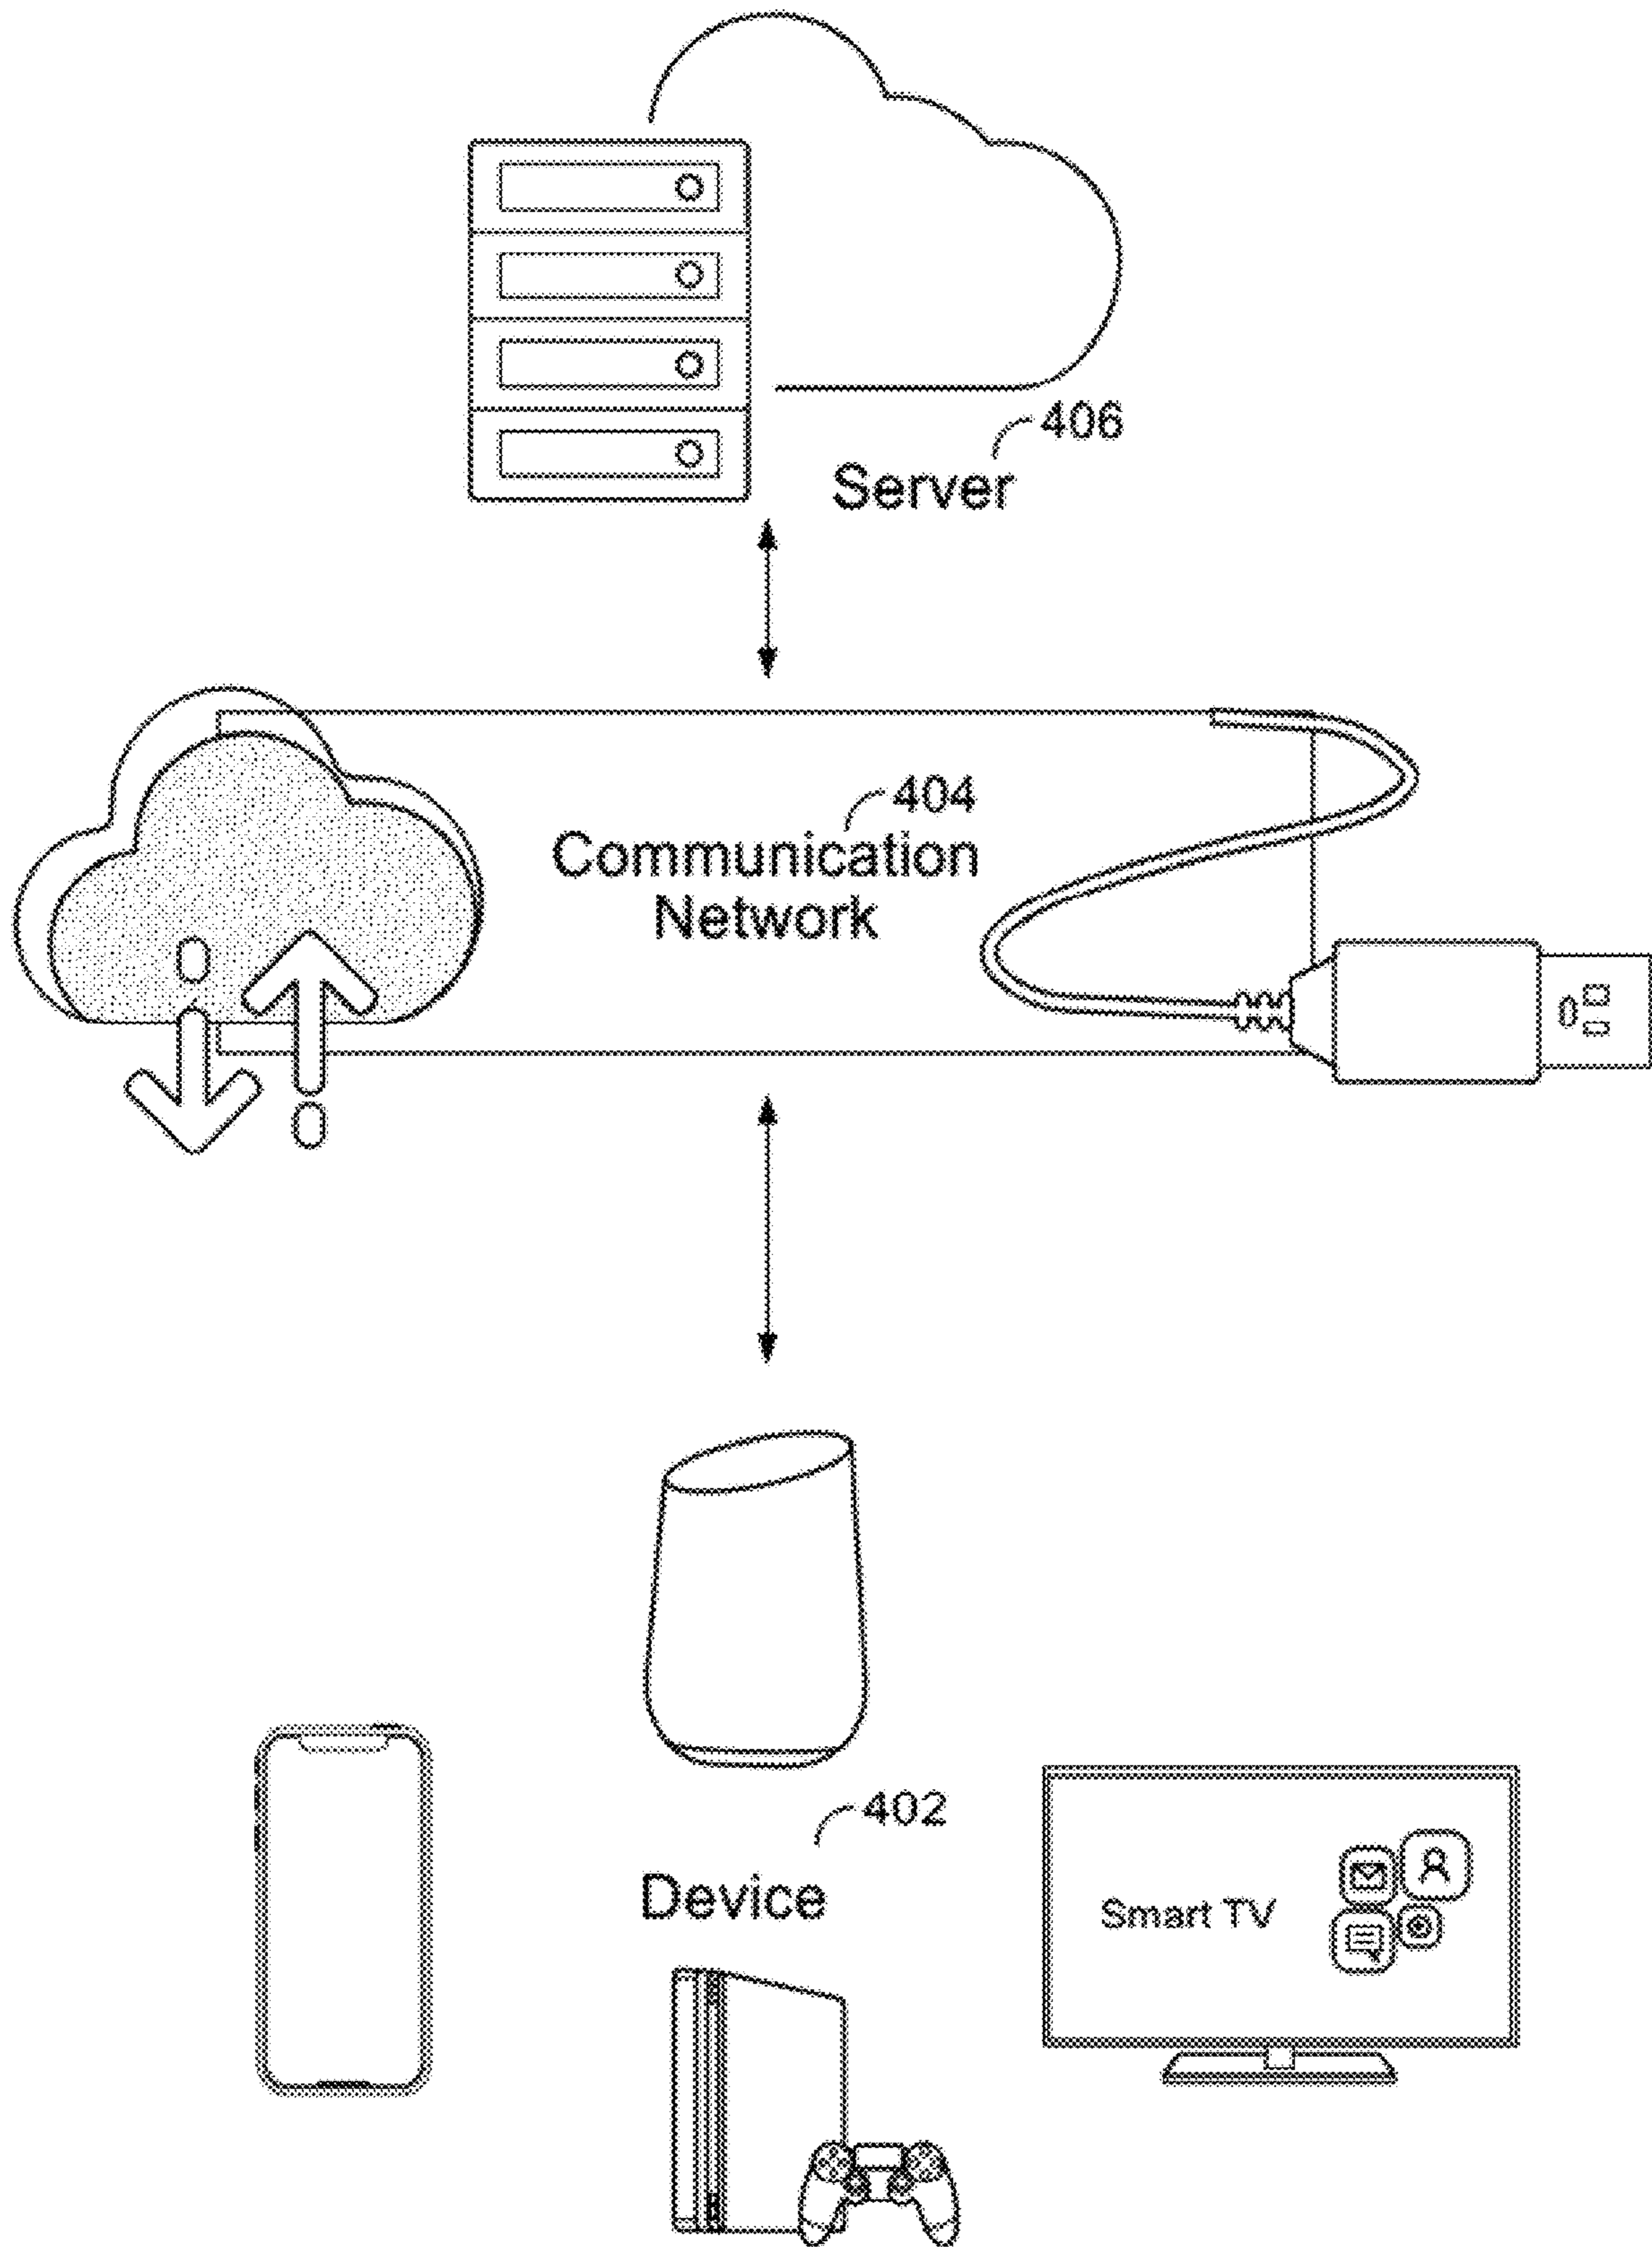 406
Server
404
Communication
Network
402
Device
Smart TV